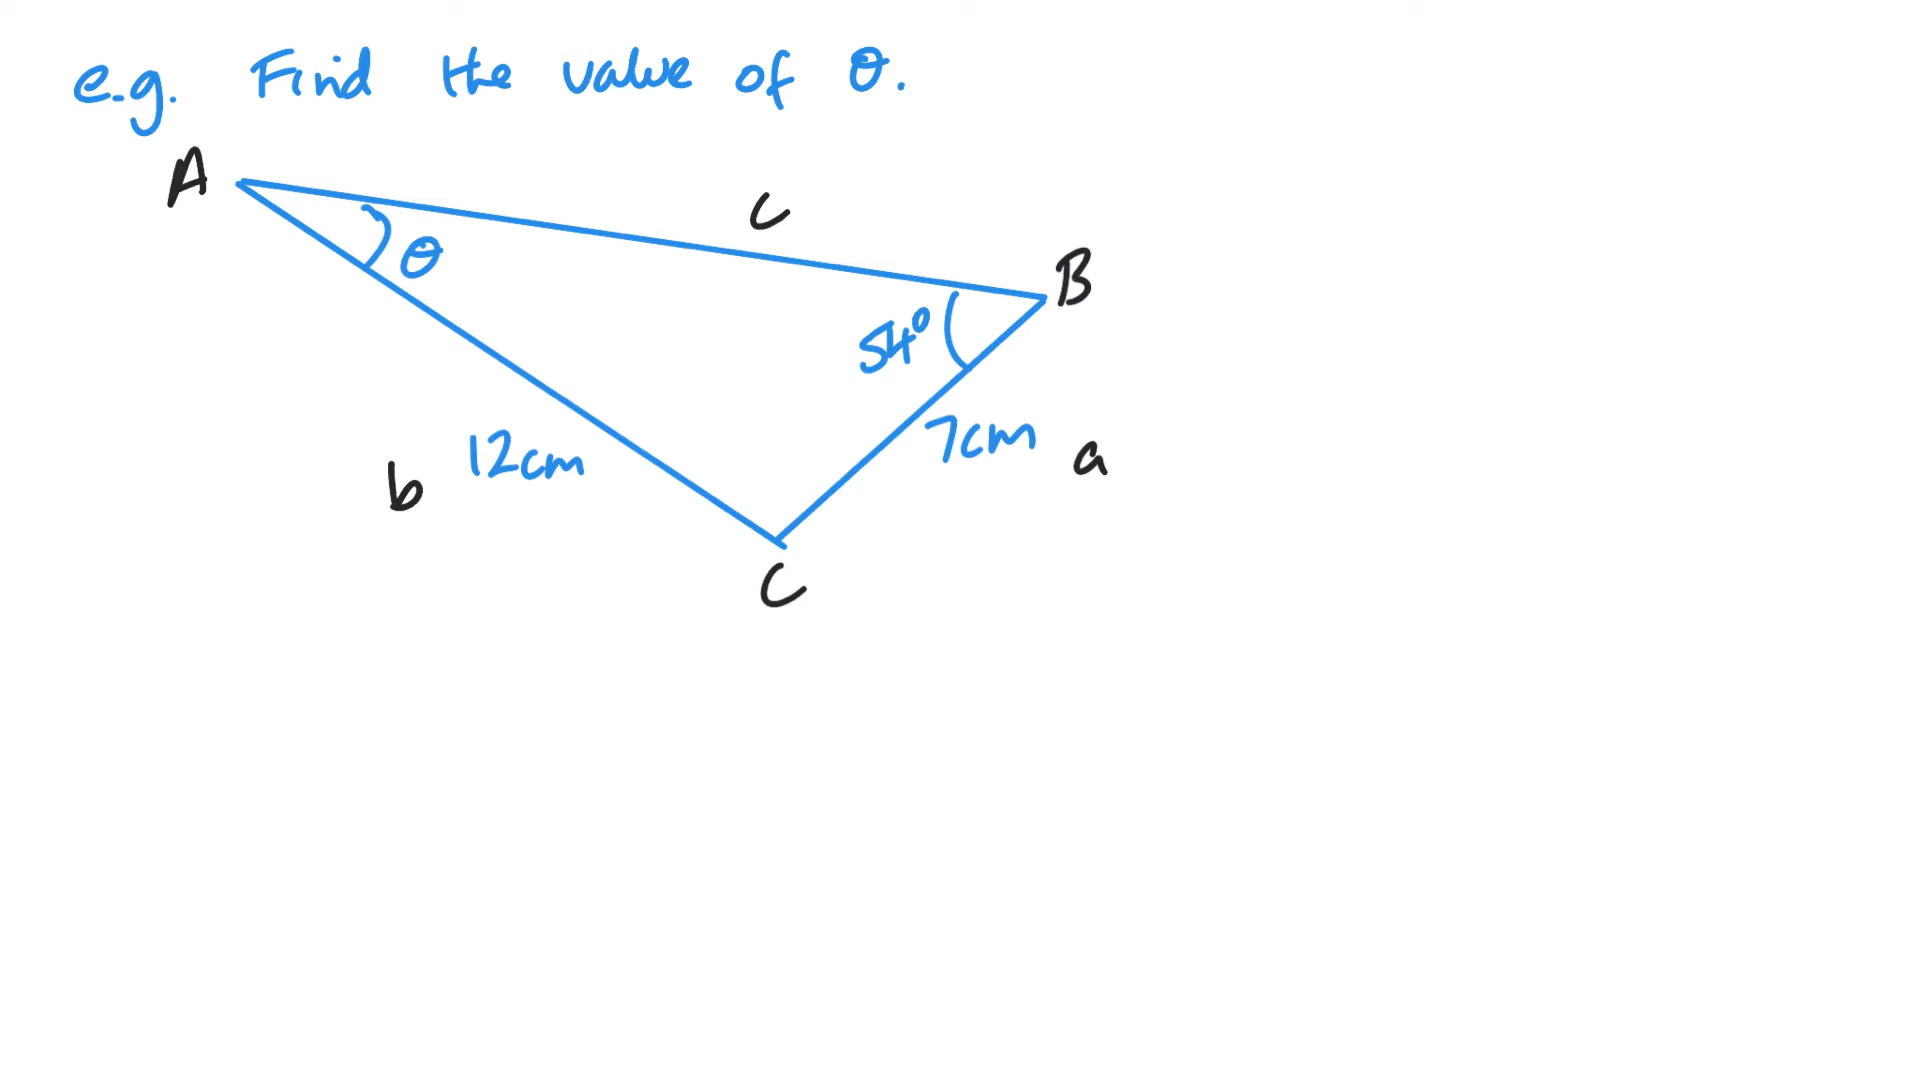 e.g. Find the value of θ.
A
c
B
θ
54°
7cm
a
12cm
b
C